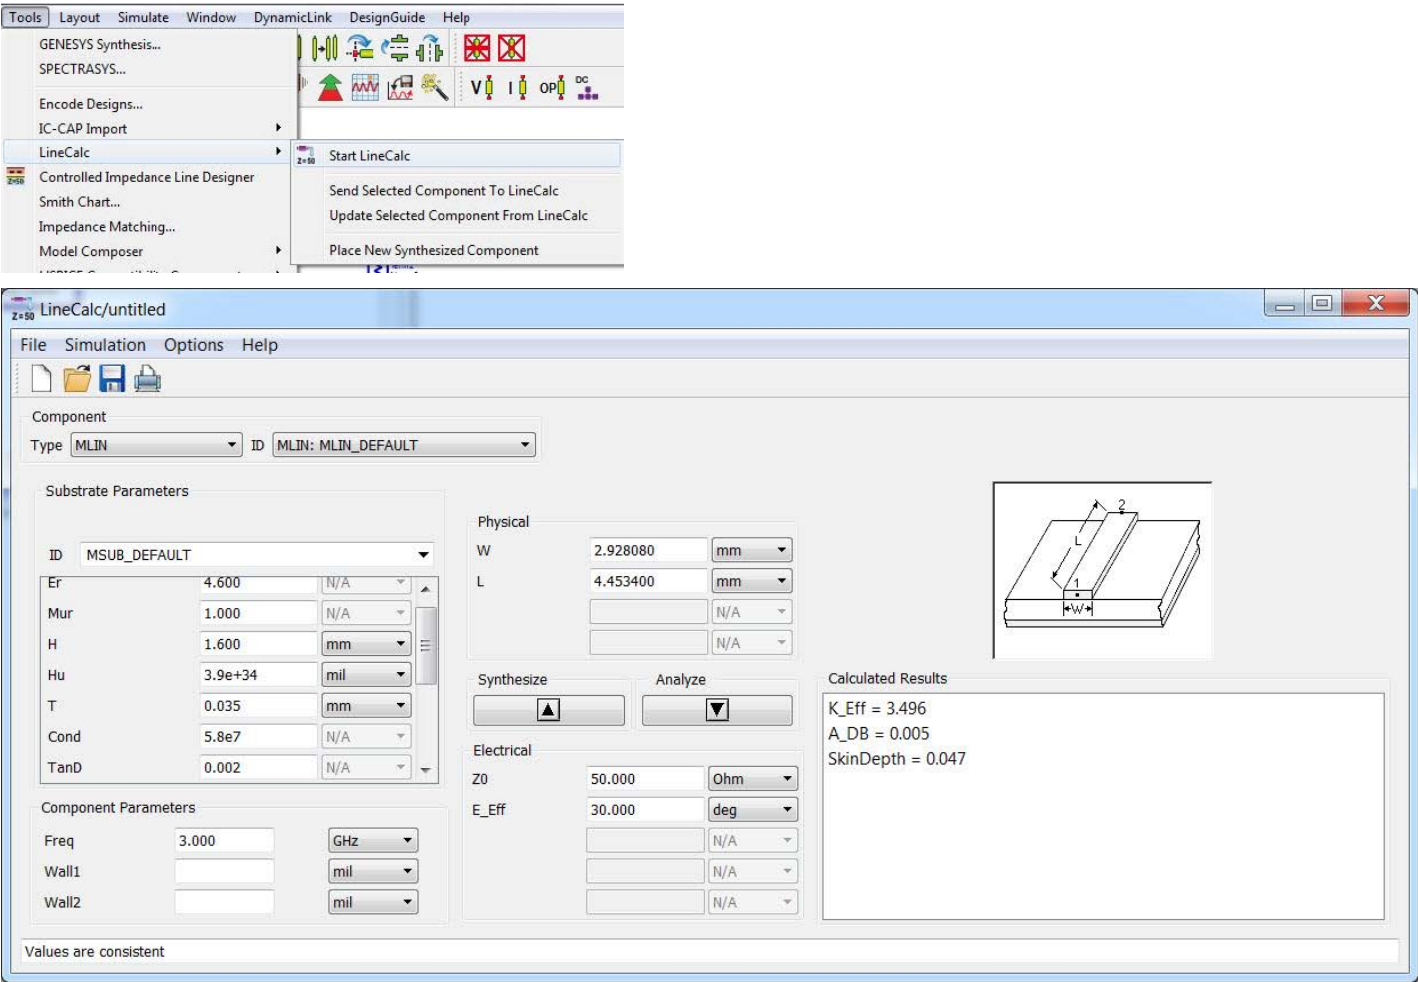 Tools Layout Simulate Window DynamicLink DesignGuide Help
GENESYS Synthesis...
SPECTRASYS...
V I OP DC
Encode Designs...
IC-CAP Import
LineCalc
Z=50 Start LineCalc
Z=50 Controlled Impedance Line Designer
Send Selected Component To LineCalc
Smith Chart...
Update Selected Component From LineCalc
Impedance Matching...
Model Composer
Place New Synthesized Component
Z=50 LineCalc/untitled
File Simulation Options Help
Component
Type MLIN ID MLIN: MLIN_DEFAULT
Substrate Parameters
ID MSUB_DEFAULT
Er 4.600 N/A
Mur 1.000 N/A
H 1.600 mm
Hu 3.9e+34 mil
T 0.035 mm
Cond 5.8e7 N/A
TanD 0.002 N/A
Component Parameters
Freq 3.000 GHz
Wall1 mil
Wall2 mil
Physical
W 2.928080 mm
L 4.453400 mm
N/A
N/A
Synthesize Analyze
Electrical
Z0 50.000 Ohm
E_Eff 30.000 deg
N/A
N/A
N/A
2
L
1
W
Calculated Results
K_Eff = 3.496
A_DB = 0.005
SkinDepth = 0.047
Values are consistent